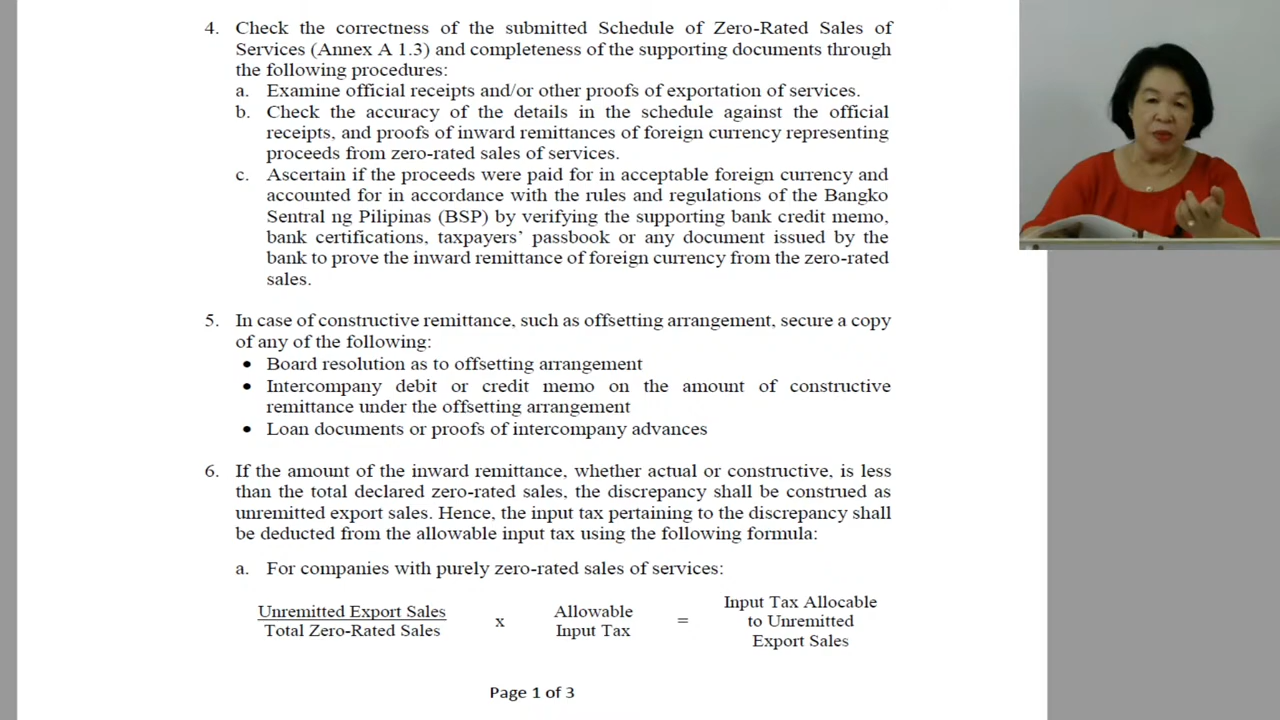 4. Check the correctness of the submitted Schedule of Zero-Rated Sales of
Services (Annex A 1.3) and completeness of the supporting documents through
the following procedures:
a. Examine official receipts and/or other proofs of exportation of services.
b. Check the accuracy of the details in the schedule against the official
receipts, and proofs of inward remittances of foreign currency representing
proceeds from zero-rated sales of services.
c. Ascertain if the proceeds were paid for in acceptable foreign currency and
accounted for in accordance with the rules and regulations of the Bangko
Sentral ng Pilipinas (BSP) by verifying the supporting bank credit memo,
bank certifications, taxpayers’ passbook or any document issued by the
bank to prove the inward remittance of foreign currency from the zero-rated
sales.
5. In case of constructive remittance, such as offsetting arrangement, secure a copy
of any of the following:
• Board resolution as to offsetting arrangement
• Intercompany debit or credit memo on the amount of constructive
remittance under the offsetting arrangement
• Loan documents or proofs of intercompany advances
6. If the amount of the inward remittance, whether actual or constructive, is less
than the total declared zero-rated sales, the discrepancy shall be construed as
unremitted export sales. Hence, the input tax pertaining to the discrepancy shall
be deducted from the allowable input tax using the following formula:
a. For companies with purely zero-rated sales of services:
Unremitted Export Sales
Total Zero-Rated Sales
x
Allowable
Input Tax
=
Input Tax Allocable
to Unremitted
Export Sales
Page 1 of 3